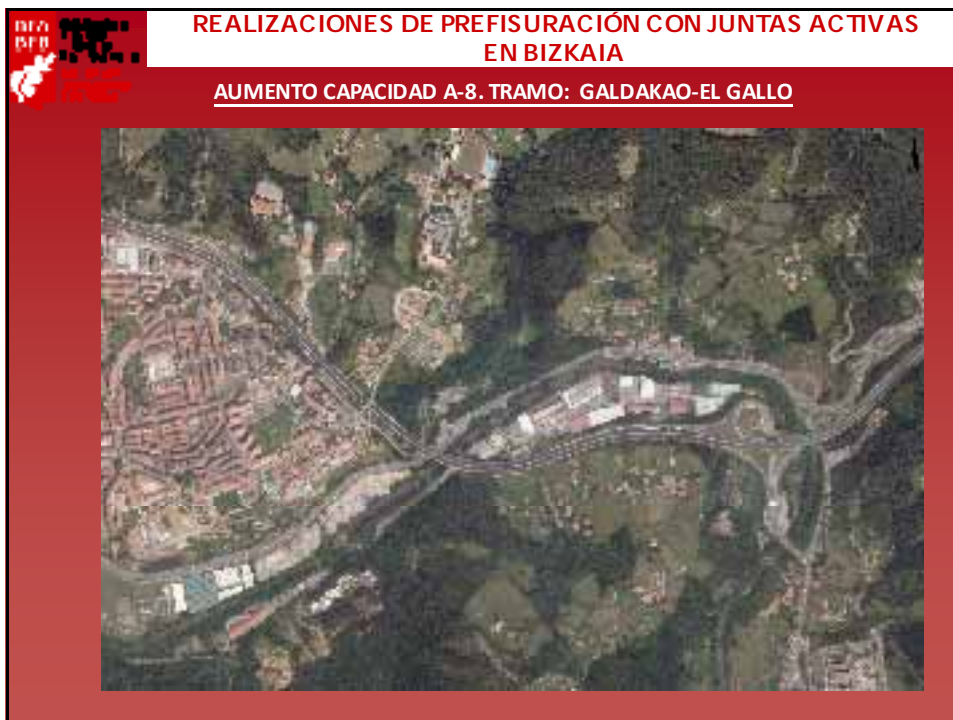 REALIZACIONES DE PREFISURACIÓN CON JUNTAS ACTIVAS
EN BIZKAIA
AUMENTO CAPACIDAD A-8. TRAMO: GALDAKAO-EL GALLO